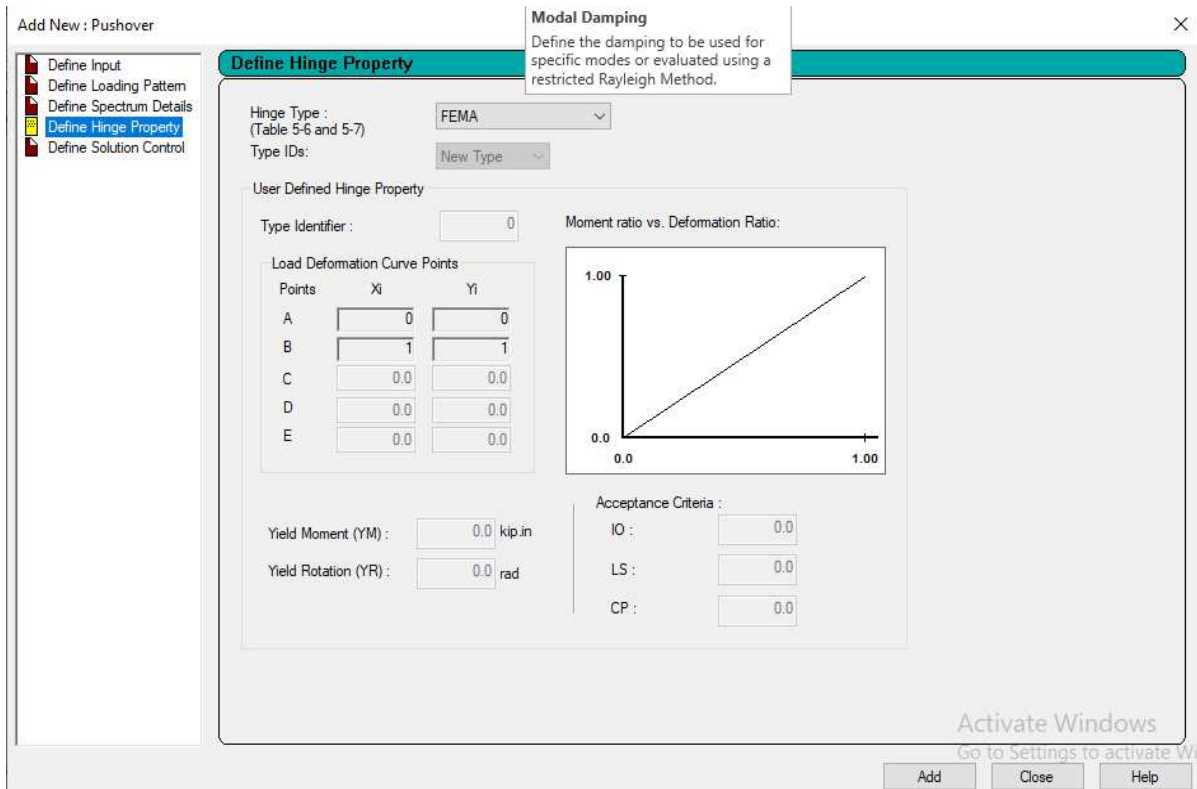 Add New : Pushover
Modal Damping
Define the damping to be used for
specific modes or evaluated using a
restricted Rayleigh Method.
Define Input
Define Loading Pattern
Define Spectrum Details
Define Hinge Property
Define Solution Control
Define Hinge Property
Hinge Type :
(Table 5-6 and 5-7)
FEMA
Type IDs:
New Type
User Defined Hinge Property
Type Identifier :
0
Moment ratio vs. Deformation Ratio:
Load Deformation Curve Points
Points Xi Yi
A 0 0
B 1 1
C 0.0 0.0
D 0.0 0.0
E 0.0 0.0
1.00
0.0
0.0 1.00
Yield Moment (YM) : 0.0 kip.in
Yield Rotation (YR) : 0.0 rad
Acceptance Criteria :
IO : 0.0
LS : 0.0
CP : 0.0
Activate Windows
Go to Settings to activate Wi
Add Close Help